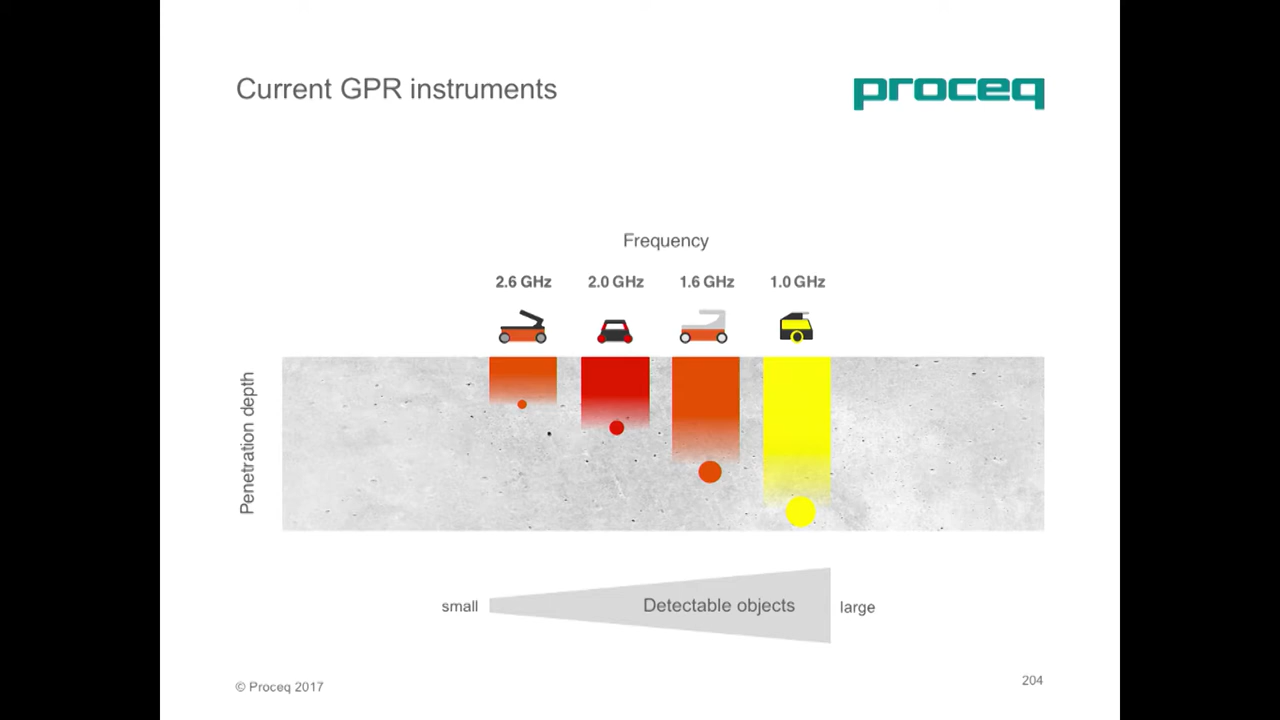 Current GPR instruments
proceq
Frequency
2.6 GHz
2.0 GHz
1.6 GHz
1.0 GHz
Penetration depth
small
Detectable objects
large
© Proceq 2017
204